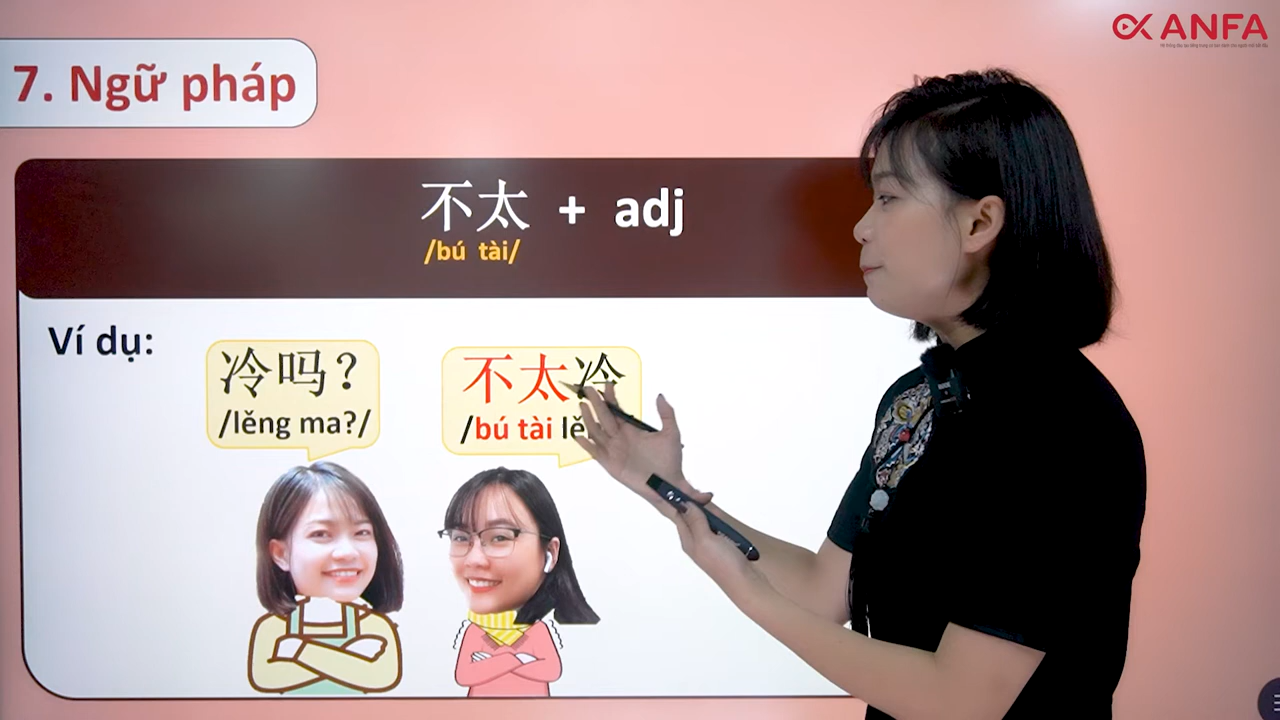 ANFA
7. Ngữ pháp
不太 + adj
/bú tài/
Ví dụ:
冷吗?
/lěng ma?/
不太冷
/bú tài lě